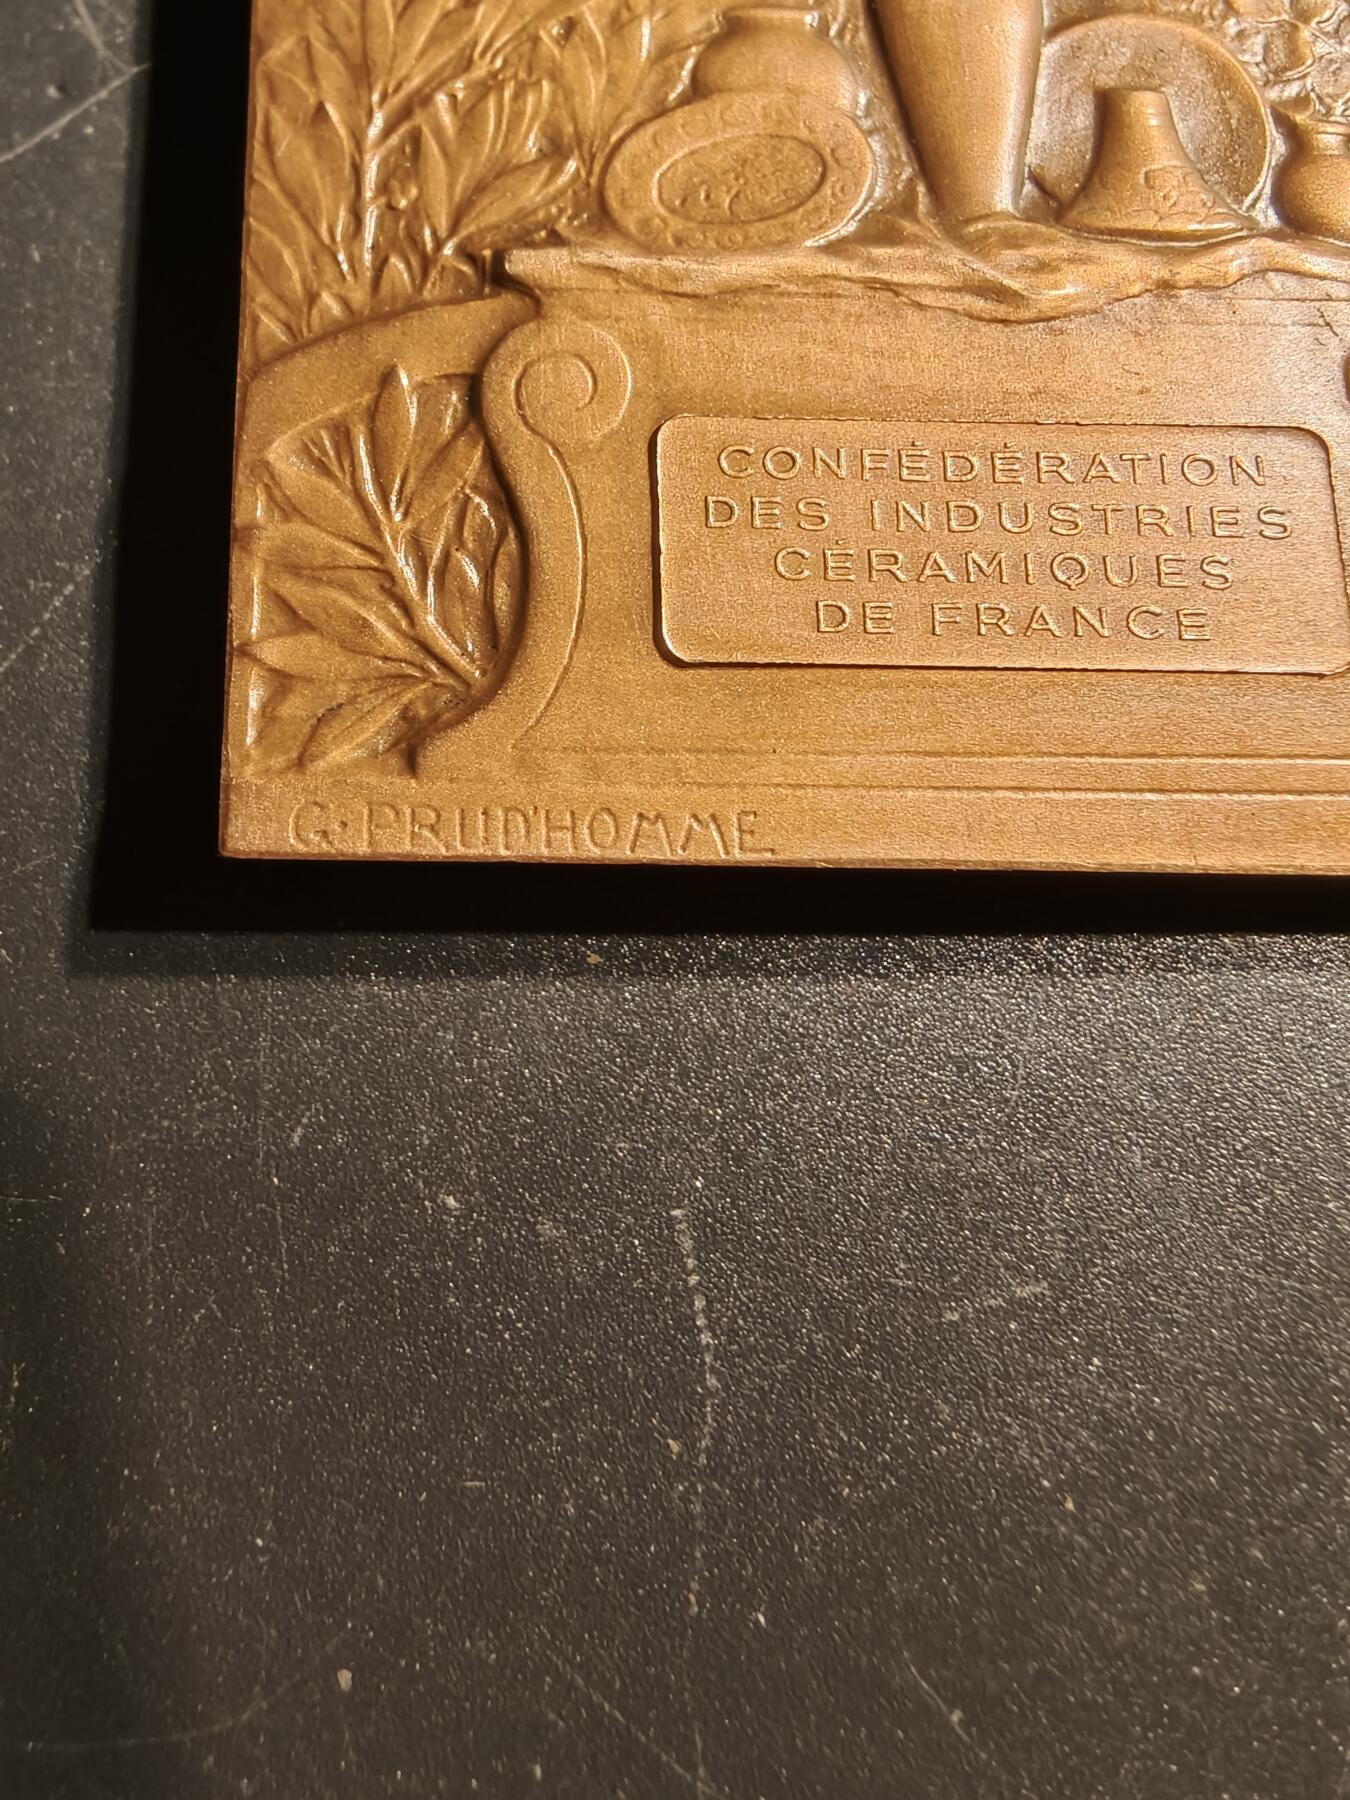 CONFÉDÉRATION
DES INDUSTRIES
CÉRAMIQUES
DE FRANCE
G. PRUD'HOMME